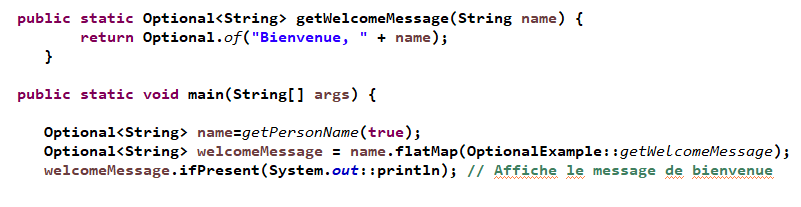 public static Optional<String> getWelcomeMessage(String name) {
return Optional.of("Bienvenue, " + name);
}
public static void main(String[] args) {
Optional<String> name=getPersonName(true);
Optional<String> welcomeMessage = name.flatMap(OptionalExample::getWelcomeMessage);
welcomeMessage.ifPresent(System.out::println); // Affiche le message de bienvenue